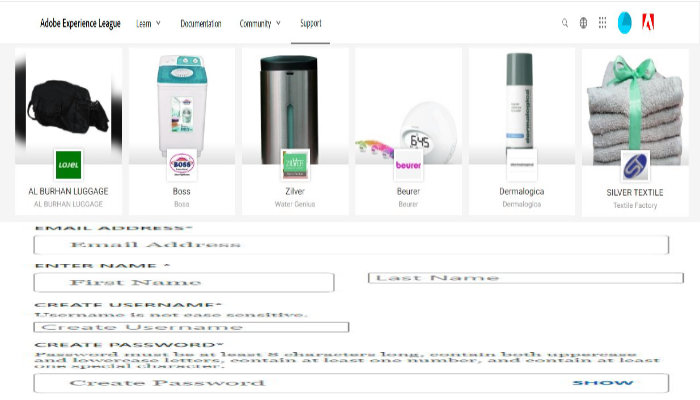 Adobe Experience League Learn Documentation Community Support
LOJEL
AL BURHAN LUGGAGE
AL BURHAN LUGGAGE
BOSS
Boss
Boss
Zilver
Water Genius
6:45
beurer
Beurer
Beurer
Dermalogica
Dermalogica
SILVER TEXTILE
Textile Factory
EMAIL ADDRESS*
Email Address
ENTER NAME *
First Name Last Name
CREATE USERNAME*
Username is not case sensitive.
Create Username
CREATE PASSWORD*
Password must be at least 8 characters long, contain both uppercase
and lowercase letters, contain at least one number, and contain at least
one special character.
Create Password SHOW